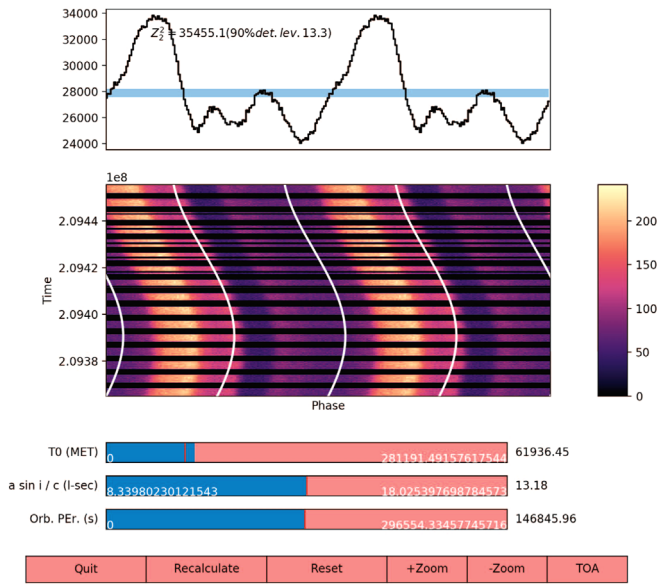 34000
32000
30000
28000
26000
24000
Z₂² = 35455.1(90%det.lev.13.3)
1e8
2.0944
2.0942
2.0940
2.0938
Time
Phase
200
150
100
50
0
T0 (MET) 0 281191.49157617544 61936.45
a sin i / c (l-sec) 8.33980230121543 18.025397698784573 13.18
Orb. PEr. (s) 0 296554.33457745716 146845.96
Quit Recalculate Reset +Zoom -Zoom TOA